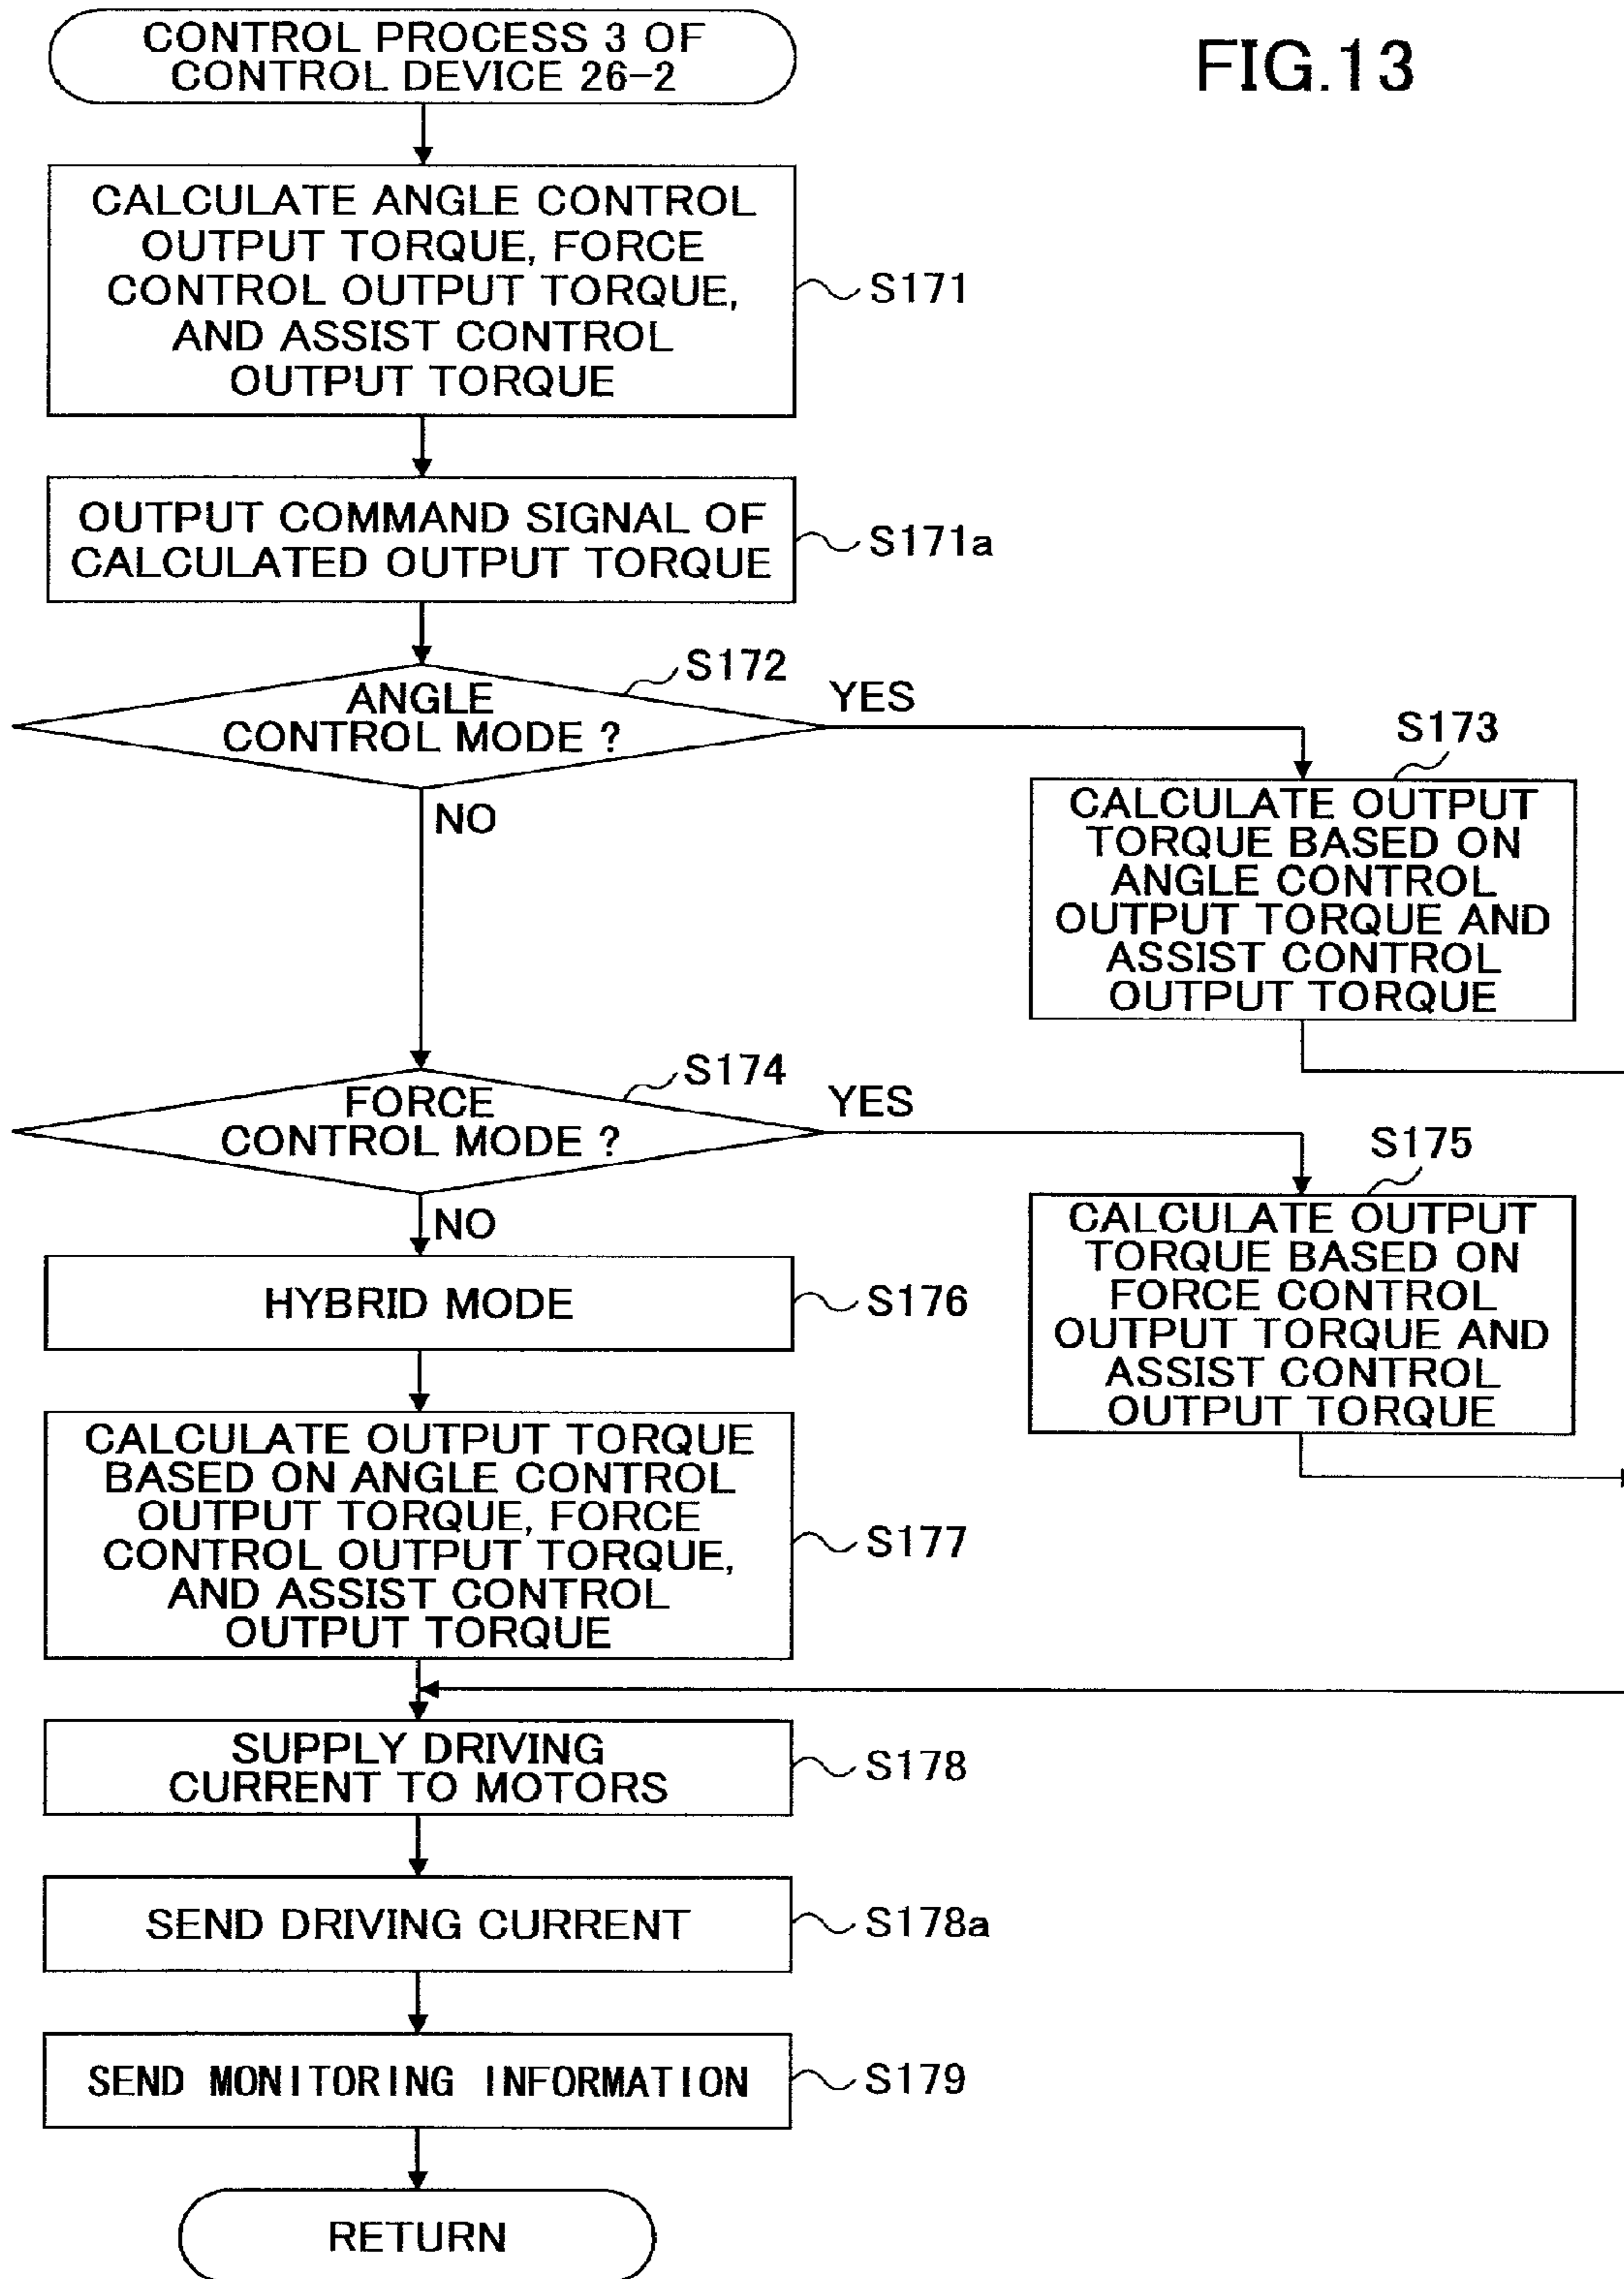 CONTROL PROCESS 3 OF
CONTROL DEVICE 26-2
FIG.13
CALCULATE ANGLE CONTROL
OUTPUT TORQUE, FORCE
CONTROL OUTPUT TORQUE,
AND ASSIST CONTROL
OUTPUT TORQUE
S171
OUTPUT COMMAND SIGNAL OF
CALCULATED OUTPUT TORQUE
S171a
S172
ANGLE
CONTROL MODE ?
YES
NO
S173
CALCULATE OUTPUT
TORQUE BASED ON
ANGLE CONTROL
OUTPUT TORQUE AND
ASSIST CONTROL
OUTPUT TORQUE
S174
FORCE
CONTROL MODE ?
YES
NO
S175
CALCULATE OUTPUT
TORQUE BASED ON
FORCE CONTROL
OUTPUT TORQUE AND
ASSIST CONTROL
OUTPUT TORQUE
HYBRID MODE
S176
CALCULATE OUTPUT TORQUE
BASED ON ANGLE CONTROL
OUTPUT TORQUE, FORCE
CONTROL OUTPUT TORQUE,
AND ASSIST CONTROL
OUTPUT TORQUE
S177
SUPPLY DRIVING
CURRENT TO MOTORS
S178
SEND DRIVING CURRENT
S178a
SEND MONITORING INFORMATION
S179
RETURN